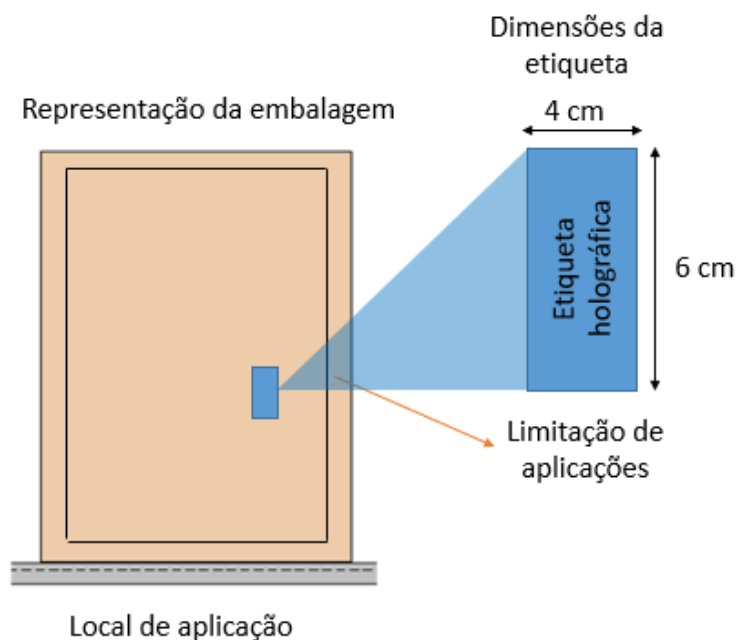 Dimensões da
etiqueta
4 cm
Representação da embalagem
Etiqueta
holográfica
6 cm
Limitação de
aplicações
Local de aplicação